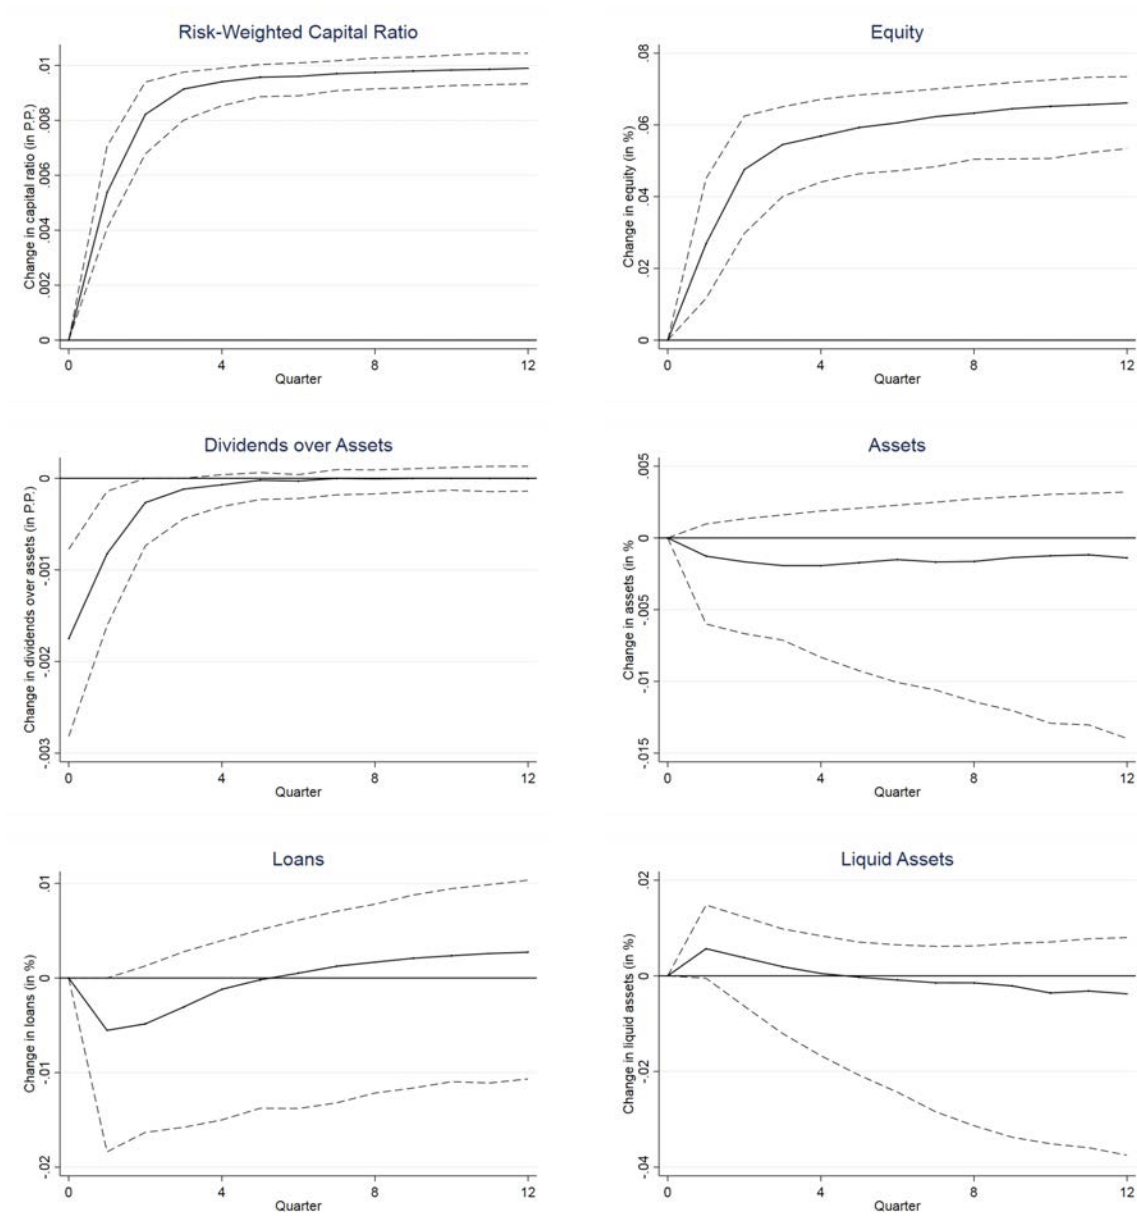 Risk-Weighted Capital Ratio
Change in capital ratio (in P.P.)
0 .002 .004 .006 .008 .01
0 4 8 12
Quarter
Equity
Change in equity (in %)
0 .02 .04 .06 .08
0 4 8 12
Quarter
Dividends over Assets
Change in dividends over assets (in P.P.)
-.003 -.002 -.001 0
0 4 8 12
Quarter
Assets
Change in assets (in %
-.015 -.01 -.005 0 .005
0 4 8 12
Quarter
Loans
Change in loans (in %)
-.02 -.01 0 .01
0 4 8 12
Quarter
Liquid Assets
Change in liquid assets (in %)
-.04 -.02 0 .02
0 4 8 12
Quarter